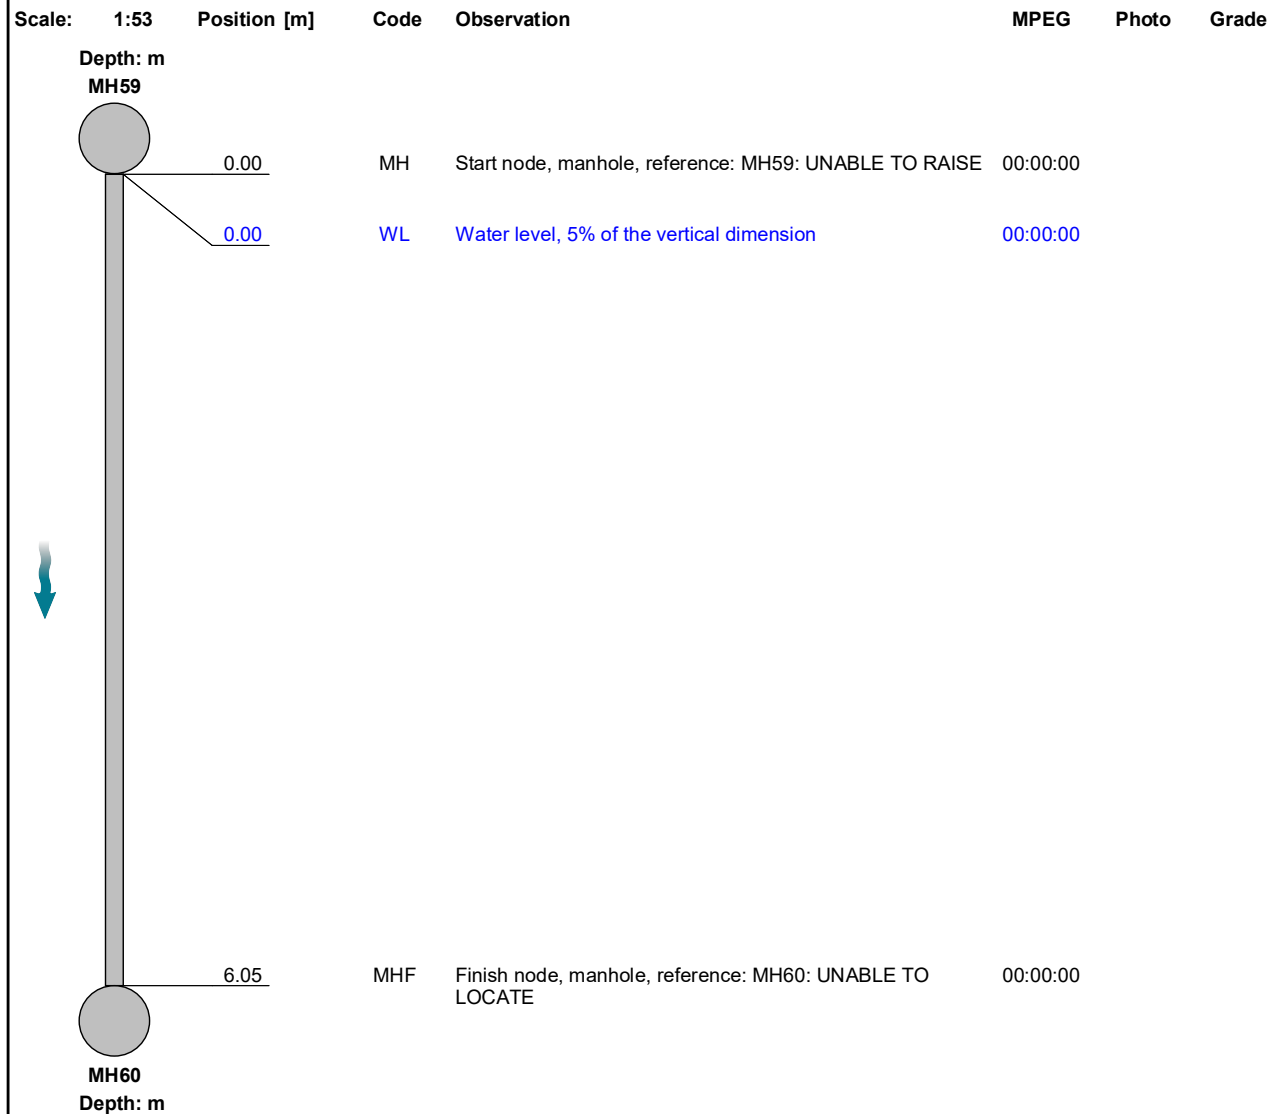 Scale: 1:53 Position [m] Code Observation MPEG Photo Grade
Depth: m
MH59
0.00 MH Start node, manhole, reference: MH59: UNABLE TO RAISE 00:00:00
0.00 WL Water level, 5% of the vertical dimension 00:00:00
6.05 MHF Finish node, manhole, reference: MH60: UNABLE TO 00:00:00
LOCATE
MH60
Depth: m